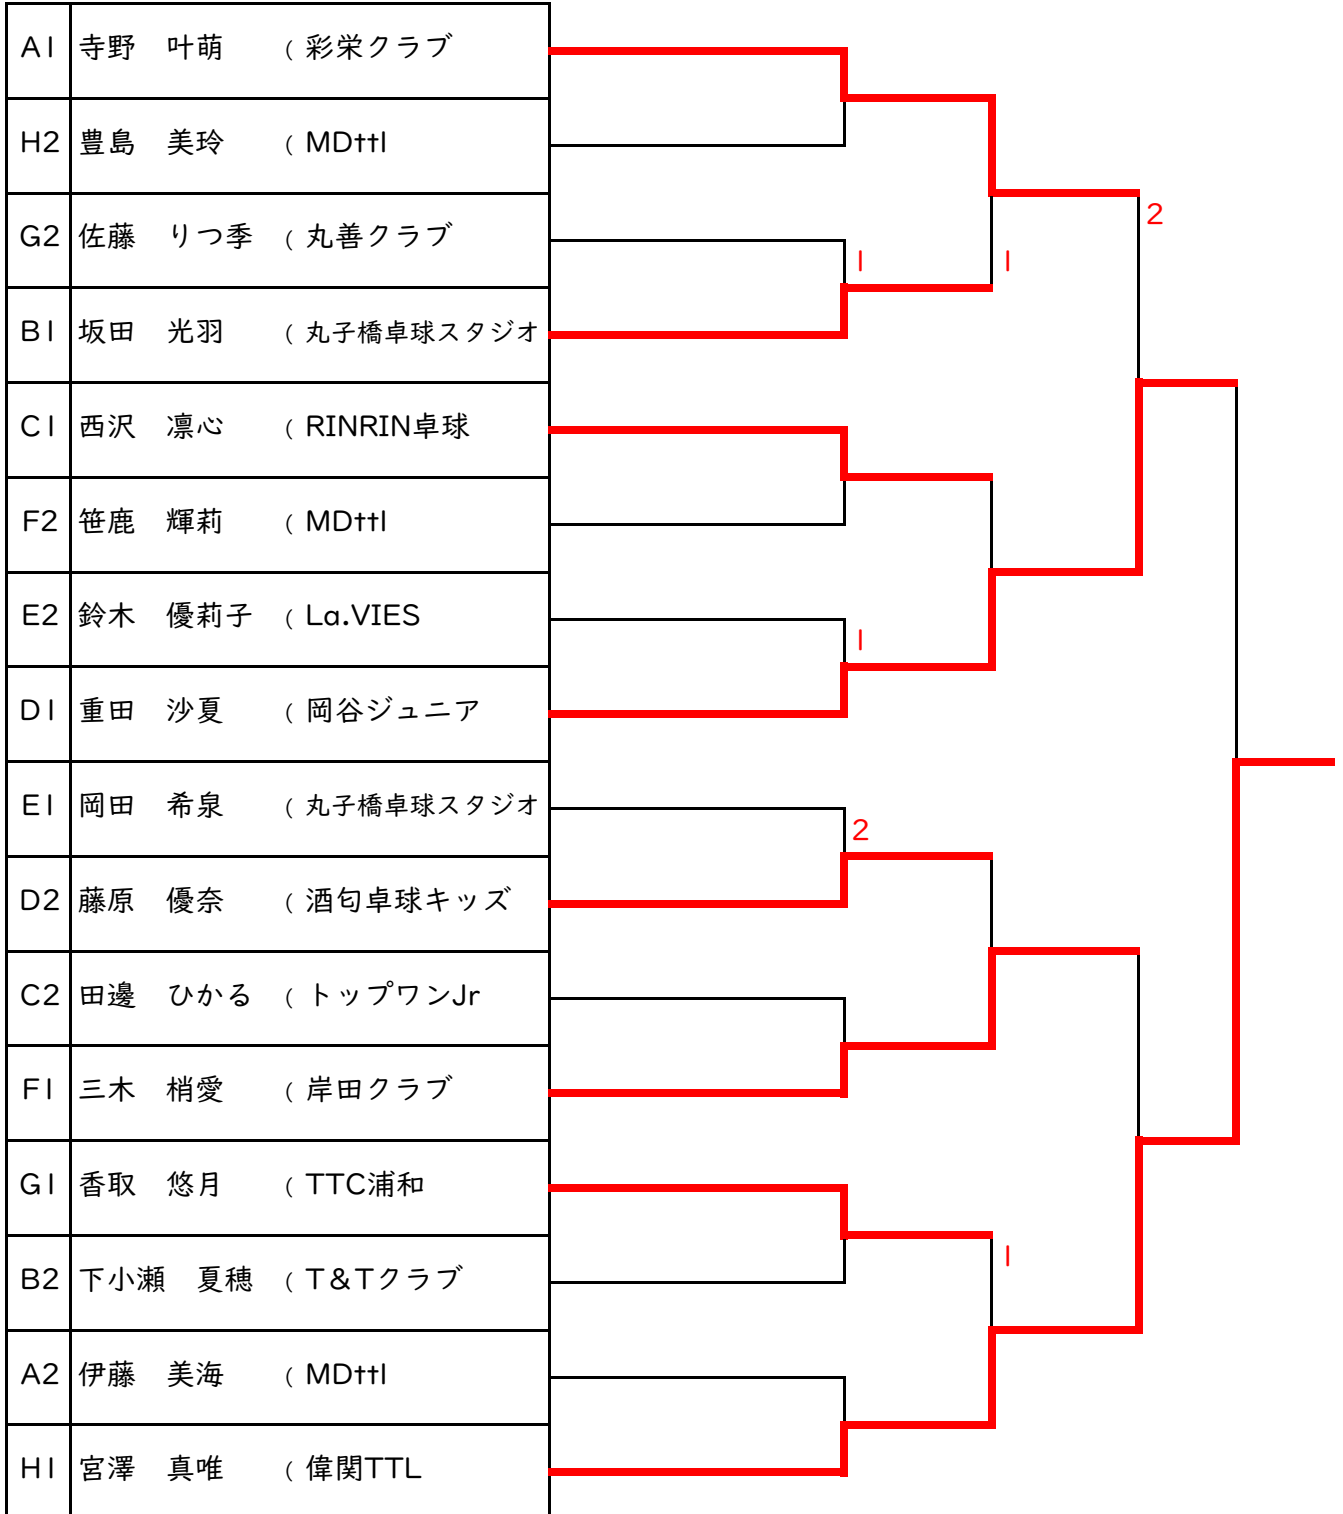 A1 寺野　叶萌 ( 彩栄クラブ
H2 豊島　美玲 ( MDttl
2
G2 佐藤　りつ季 ( 丸善クラブ
1 1
B1 坂田　光羽 ( 丸子橋卓球スタジオ
C1 西沢　凛心 ( RINRIN卓球
F2 笹鹿　輝莉 ( MDttl
E2 鈴木　優莉子 ( La.VIES
1
D1 重田　沙夏 ( 岡谷ジュニア
E1 岡田　希泉 ( 丸子橋卓球スタジオ
2
D2 藤原　優奈 ( 酒匂卓球キッズ
C2 田邊　ひかる ( トップワンJr
F1 三木　梢愛 ( 岸田クラブ
G1 香取　悠月 ( TTC浦和
1
B2 下小瀬　夏穂 ( T&Tクラブ
A2 伊藤　美海 ( MDttl
H1 宮澤　真唯 ( 偉関TTL